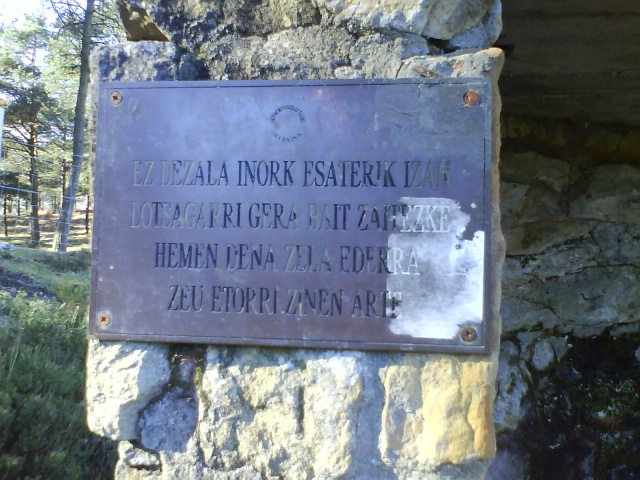 EZ DEZALA INORK ESATERIK IZAN
LOTSAGARRI GERA BAIT ZAITEZKE
HEMEN DENA ZELA EDERRA
ZEU ETORRI ZINEN ARTE